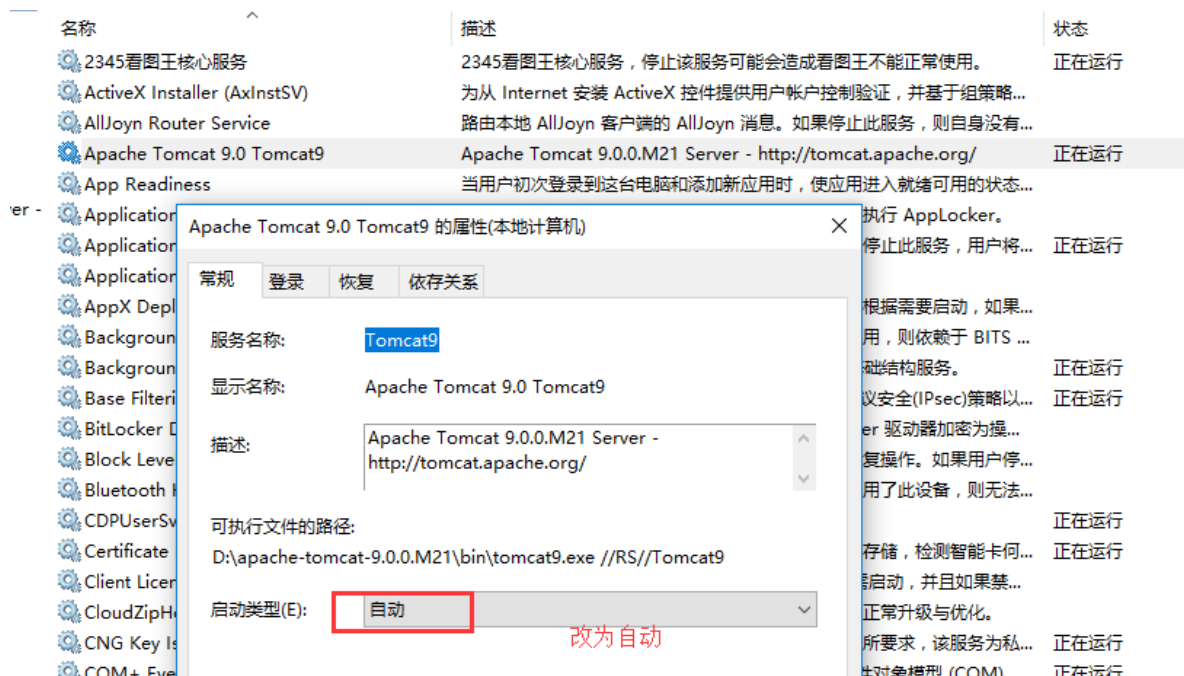 名称 描述 状态
2345看图王核心服务 2345看图王核心服务，停止该服务可能会造成看图王不能正常使用。 正在运行
ActiveX Installer (AxInstSV) 为从 Internet 安装 ActiveX 控件提供用户帐户控制验证，并基于组策略...
AllJoyn Router Service 路由本地 AllJoyn 客户端的 AllJoyn 消息。如果停止此服务，则自身没有...
Apache Tomcat 9.0 Tomcat9 Apache Tomcat 9.0.0.M21 Server - http://tomcat.apache.org/ 正在运行
App Readiness 当用户初次登录到这台电脑和添加新应用时，使应用进入就绪可用的状态...
er - Application 执行 AppLocker。
Apache Tomcat 9.0 Tomcat9 的属性(本地计算机)
Application 停止此服务，用户将... 正在运行
常规 登录 恢复 依存关系
Application
AppX Depl 根据需要启动，如果...
Backgroun 用，则依赖于 BITS ...
服务名称: Tomcat9
Backgroun 础结构服务。 正在运行
显示名称: Apache Tomcat 9.0 Tomcat9
Base Filteri 议安全(IPsec)策略以... 正在运行
BitLocker D er 驱动器加密为操...
描述: Apache Tomcat 9.0.0.M21 Server -
http://tomcat.apache.org/
Block Leve 复操作。如果用户停...
Bluetooth 用了此设备，则无法...
CDPUserSv 正在运行
可执行文件的路径:
Certificate 存储，检测智能卡何... 正在运行
D:\apache-tomcat-9.0.0.M21\bin\tomcat9.exe //RS//Tomcat9
Client Licen 启动，并且如果禁...
启动类型(E): 自动
CloudZipHe 正常升级与优化。
改为自动
CNG Key Is 所要求，该服务为私... 正在运行
COM+ Eve 件对象模型 (COM) 正在运行